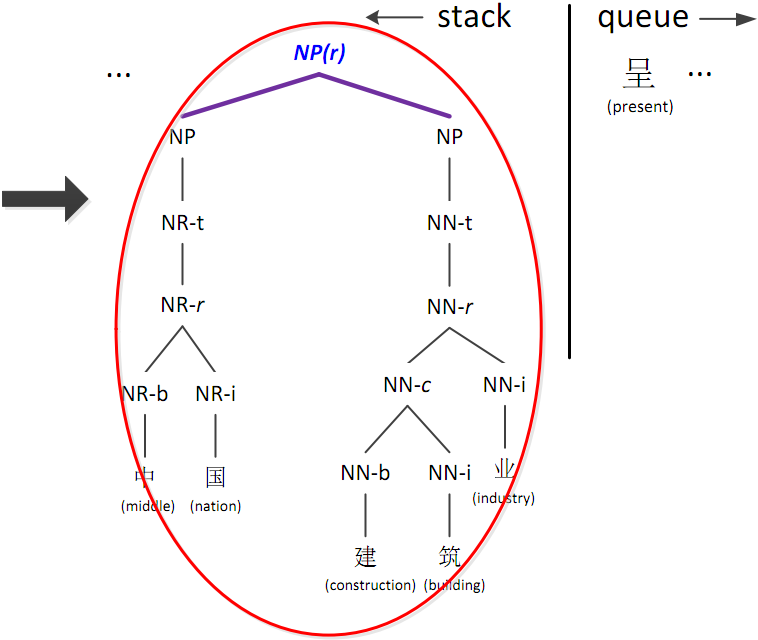 stack queue
NP(r)
... 呈 ...
(present)
NP NP
NR-t NN-t
NR-r NN-r
NR-b NR-i NN-c NN-i
中 国 NN-b NN-i 业
(middle) (nation) (industry)
建 筑
(construction) (building)